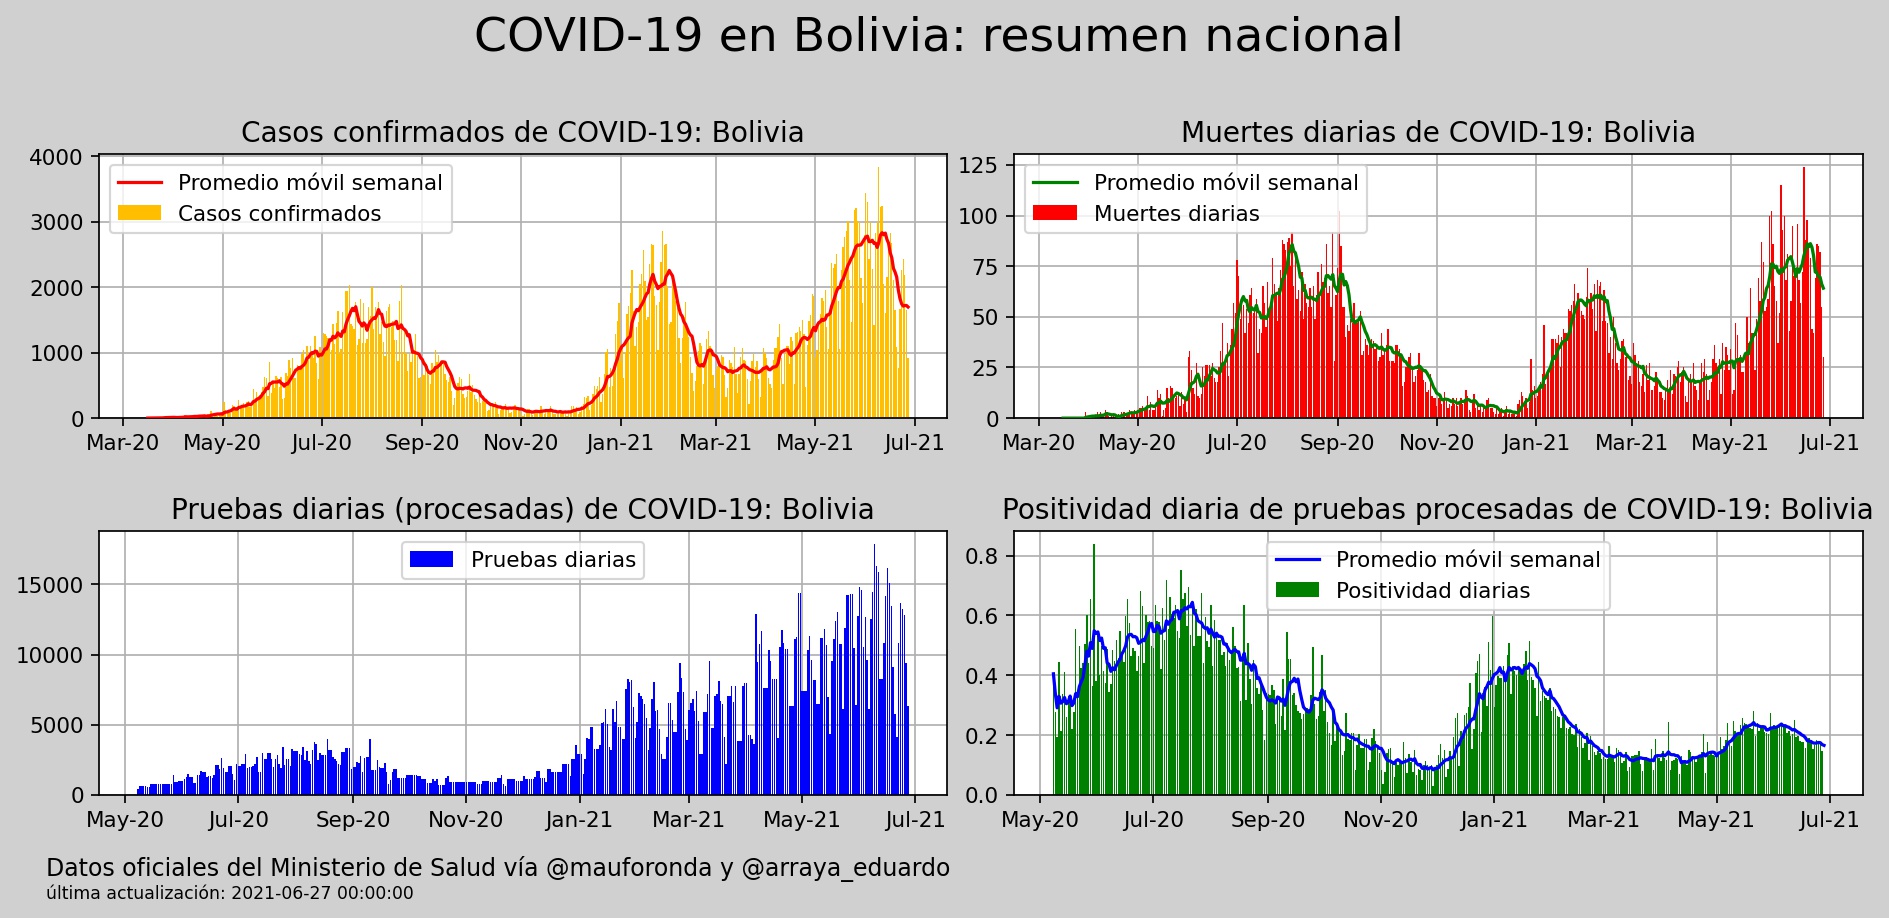 COVID-19 en Bolivia: resumen nacional
Casos confirmados de COVID-19: Bolivia
4000
3000
2000
1000
0
Promedio móvil semanal
Casos confirmados
Mar-20 May-20 Jul-20 Sep-20 Nov-20 Jan-21 Mar-21 May-21 Jul-21
Muertes diarias de COVID-19: Bolivia
125
100
75
50
25
0
Promedio móvil semanal
Muertes diarias
Mar-20 May-20 Jul-20 Sep-20 Nov-20 Jan-21 Mar-21 May-21 Jul-21
Pruebas diarias (procesadas) de COVID-19: Bolivia
15000
10000
5000
0
Pruebas diarias
May-20 Jul-20 Sep-20 Nov-20 Jan-21 Mar-21 May-21 Jul-21
Positividad diaria de pruebas procesadas de COVID-19: Bolivia
0.8
0.6
0.4
0.2
0.0
Promedio móvil semanal
Positividad diarias
May-20 Jul-20 Sep-20 Nov-20 Jan-21 Mar-21 May-21 Jul-21
Datos oficiales del Ministerio de Salud vía @mauforonda y @arraya_eduardo
última actualización: 2021-06-27 00:00:00